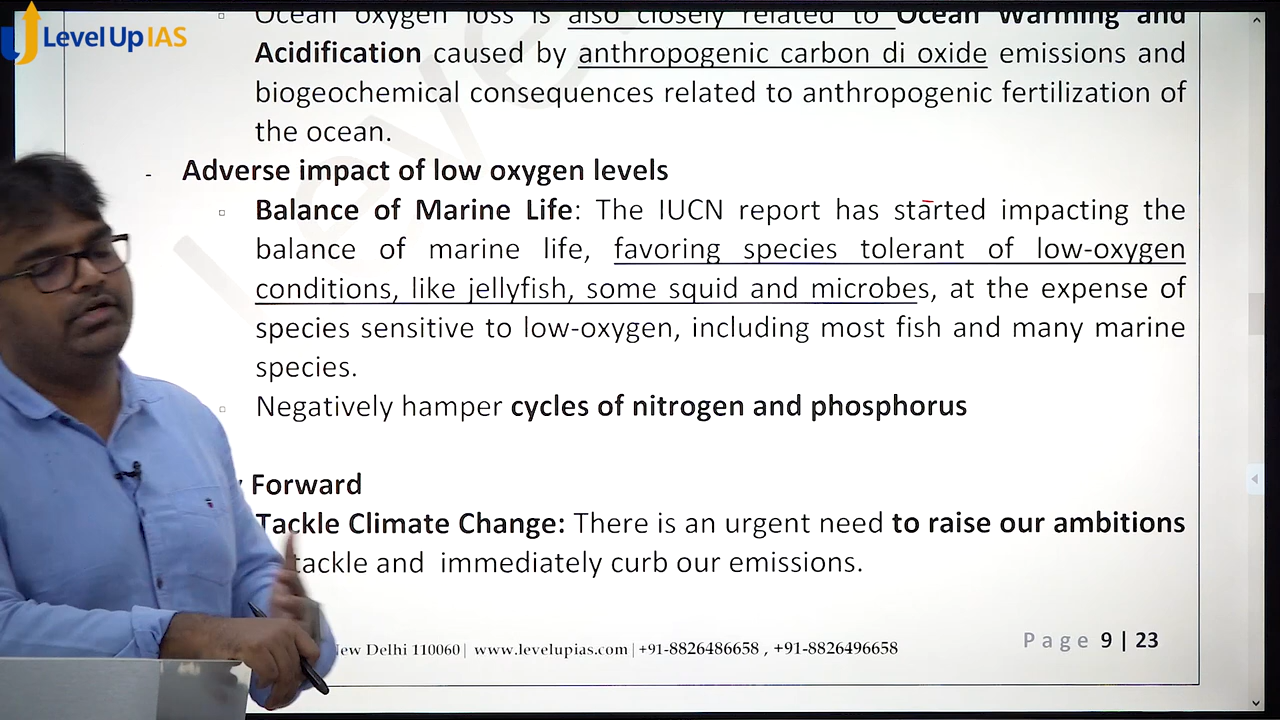 LevelUp IAS
▫ Ocean oxygen loss is also closely related to Ocean Warming and
Acidification caused by anthropogenic carbon di oxide emissions and
biogeochemical consequences related to anthropogenic fertilization of
the ocean.
- Adverse impact of low oxygen levels
▫ Balance of Marine Life: The IUCN report has started impacting the
balance of marine life, favoring species tolerant of low-oxygen
conditions, like jellyfish, some squid and microbes, at the expense of
species sensitive to low-oxygen, including most fish and many marine
species.
▫ Negatively hamper cycles of nitrogen and phosphorus
Forward
Tackle Climate Change: There is an urgent need to raise our ambitions
tackle and immediately curb our emissions.
New Delhi 110060| www.levelupias.com | +91-8826486658 , +91-8826496658
Page 9 | 23